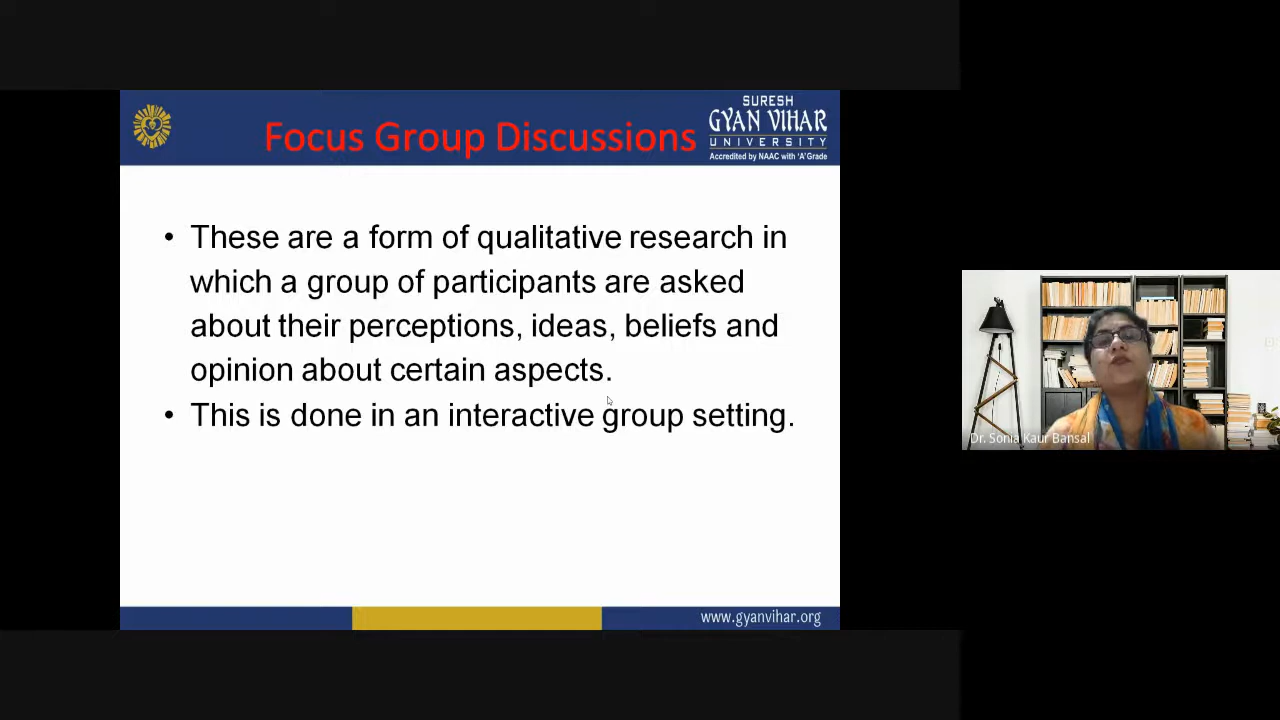 SURESH
GYAN VIHAR
UNIVERSITY
Accredited by NAAC with 'A' Grade
Focus Group Discussions
• These are a form of qualitative research in
which a group of participants are asked
about their perceptions, ideas, beliefs and
opinion about certain aspects.
• This is done in an interactive group setting.
www.gyanvihar.org
Dr. Sonia Kaur Bansal